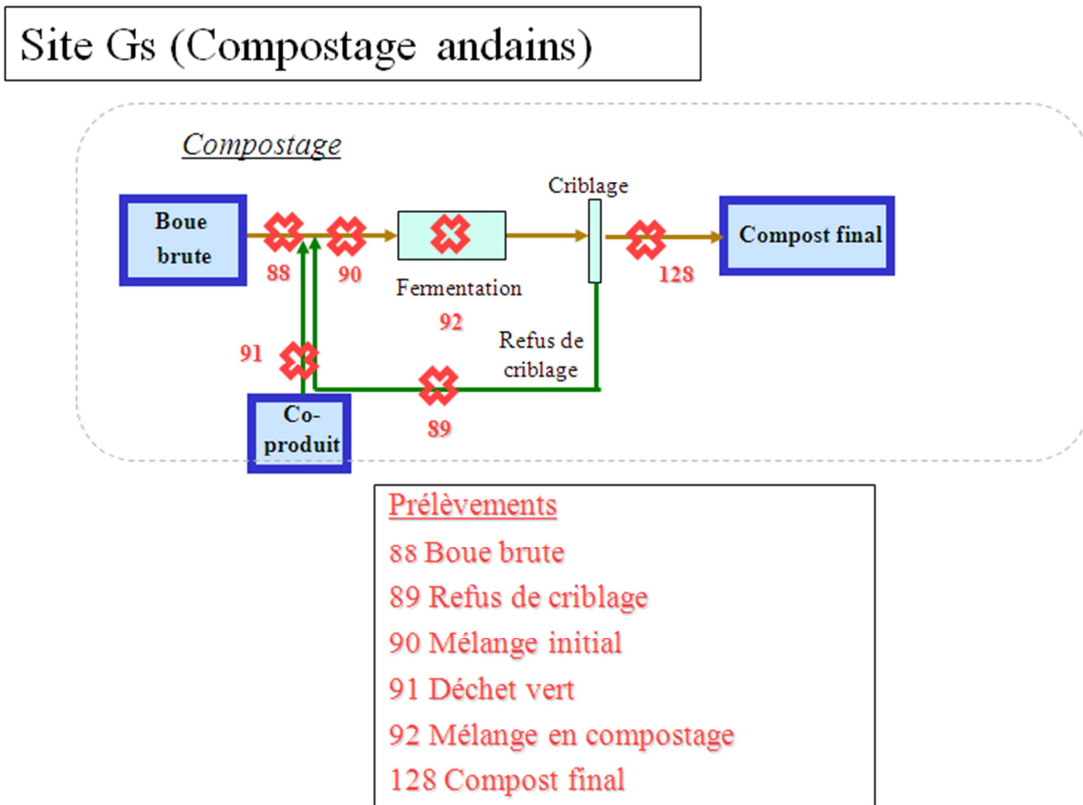 Site Gs (Compostage andains)
Compostage
Criblage
Boue
brute
Compost final
88
90
128
Fermentation
92
Refus de
criblage
91
Co-
produit
89
Prélèvements
88 Boue brute
89 Refus de criblage
90 Mélange initial
91 Déchet vert
92 Mélange en compostage
128 Compost final